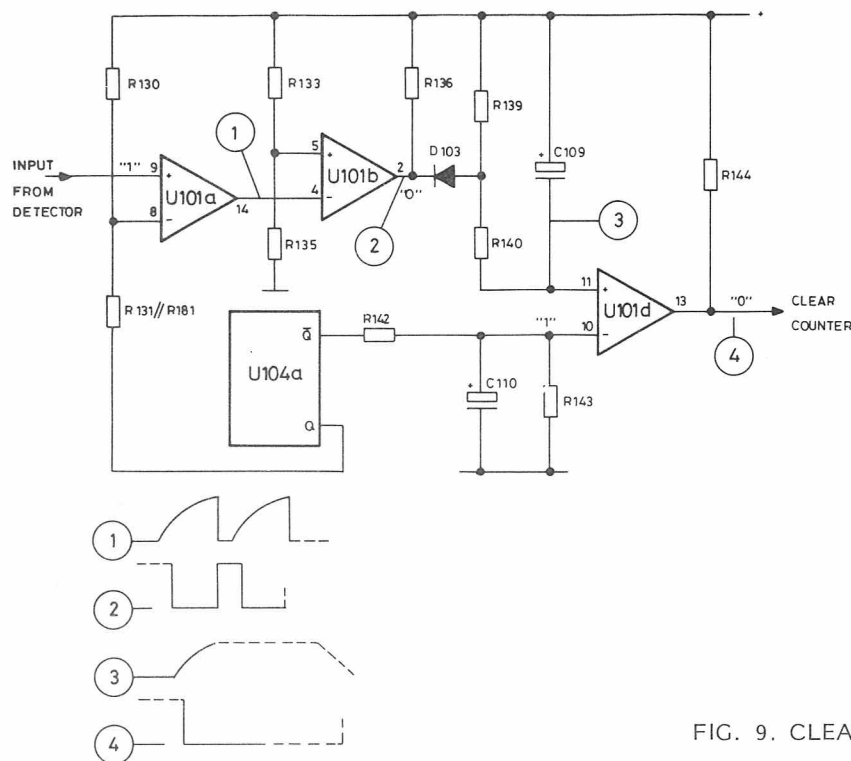 +
R130
R133
R136
R139
D103
C109
R144
1
INPUT
FROM
DETECTOR
"1"
9
+
8
-
U101a
14
5
+
4
-
U101b
2
"0"
2
3
R135
R140
R131//R181
11
+
10
-
U101d
13
"0"
CLEAR
COUNTER
4
R142
"1"
Q̅
U104a
Q
+
C110
R143
+
1
2
3
4
FIG. 9. CLEA